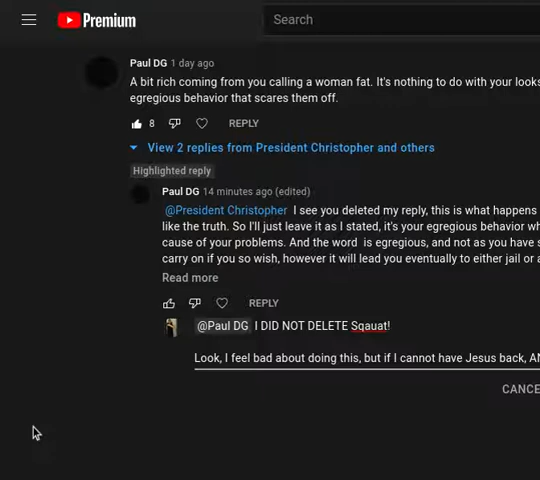 Premium
Search
Paul DG 1 day ago
A bit rich coming from you calling a woman fat. It's nothing to do with your looks
egregious behavior that scares them off.
8 REPLY
View 2 replies from President Christopher and others
Highlighted reply
Paul DG 14 minutes ago (edited)
@President Christopher I see you deleted my reply, this is what happens
like the truth. So I'll just leave it as I stated, it's your egregious behavior w
cause of your problems. And the word is egregious, and not as you have s
carry on if you so wish, however it will lead you eventually to either jail or a
Read more
REPLY
@Paul DG I DID NOT DELETE Sqauat!
Look, I feel bad about doing this, but if I cannot have Jesus back, AN
CANCE